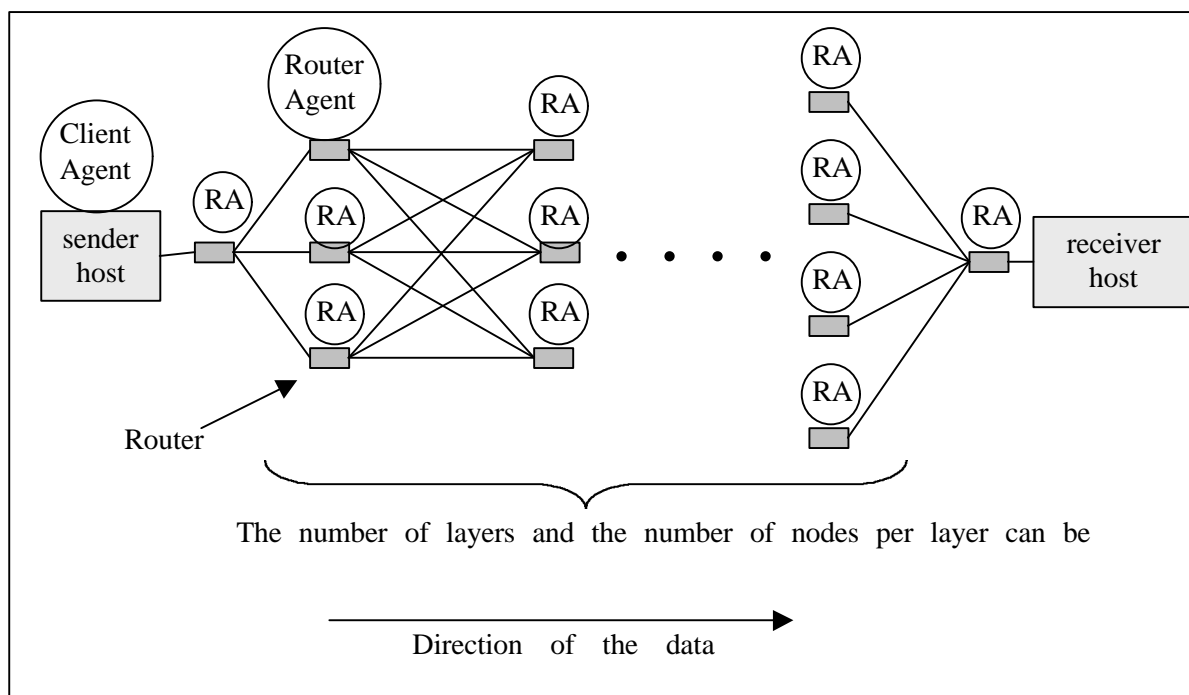 Router
Agent
Client
Agent
RA
RA
RA
RA
RA
RA
RA
RA
RA
RA
RA
sender
host
receiver
host
Router
The number of layers and the number of nodes per layer can be
Direction of the data